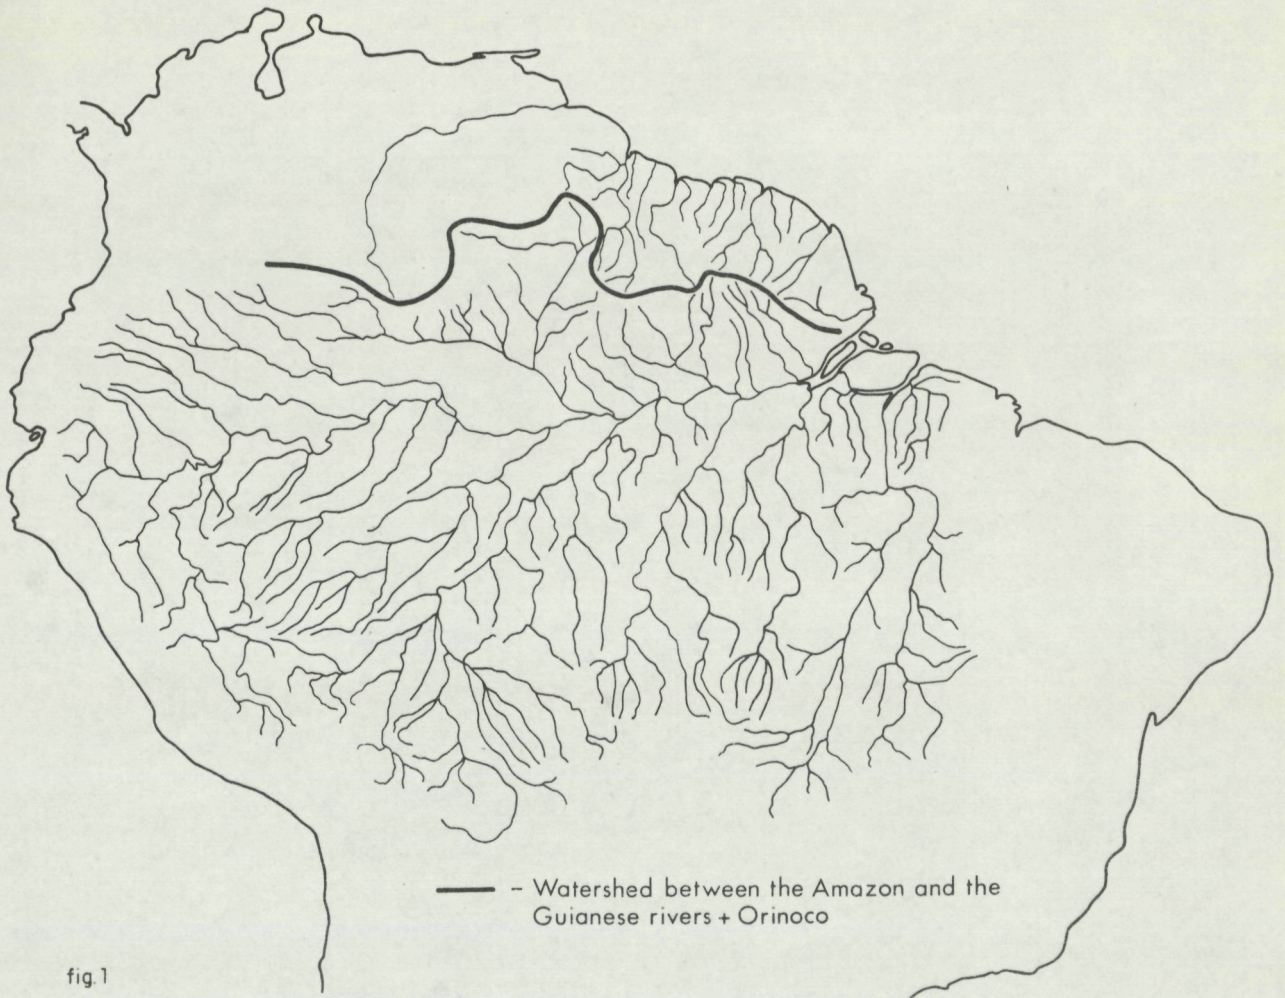 – Watershed between the Amazon and the
Guianese rivers + Orinoco
fig.1